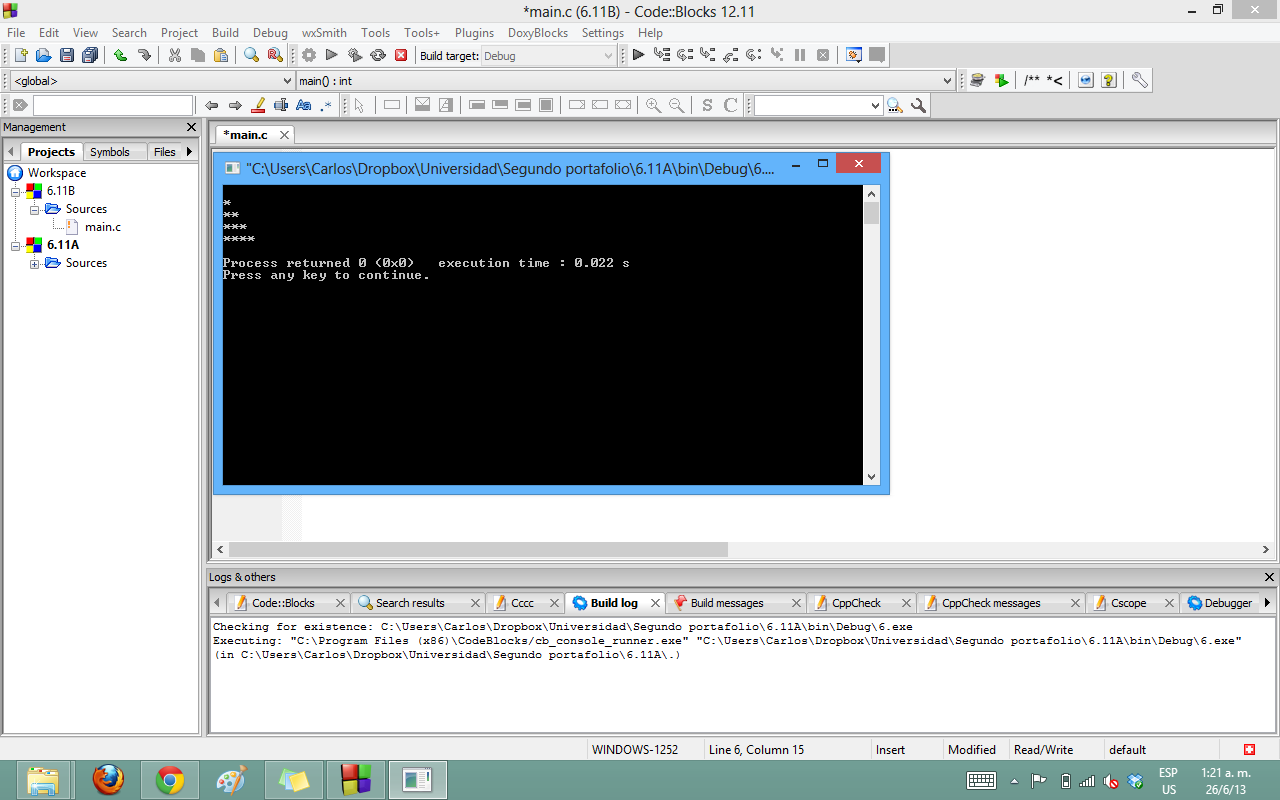 *main.c (6.11B) - Code::Blocks 12.11
File Edit View Search Project Build Debug wxSmith Tools Tools+ Plugins DoxyBlocks Settings Help
Build target: Debug
<global> main() : int
/** *<
Aa .*
S C
Management
Projects Symbols Files
Workspace
6.11B
Sources
main.c
6.11A
Sources
*main.c
"C:\Users\Carlos\Dropbox\Universidad\Segundo portafolio\6.11A\bin\Debug\6....
*
**
***
****
Process returned 0 (0x0)   execution time : 0.022 s
Press any key to continue.
Logs & others
Code::Blocks Search results Cccc Build log Build messages CppCheck CppCheck messages Cscope Debugger
Checking for existence: C:\Users\Carlos\Dropbox\Universidad\Segundo portafolio\6.11A\bin\Debug\6.exe
Executing: "C:\Program Files (x86)\CodeBlocks/cb_console_runner.exe" "C:\Users\Carlos\Dropbox\Universidad\Segundo portafolio\6.11A\bin\Debug\6.exe"
(in C:\Users\Carlos\Dropbox\Universidad\Segundo portafolio\6.11A\.)
WINDOWS-1252 Line 6, Column 15 Insert Modified Read/Write default
ESP 1:21 a. m.
US 26/6/13